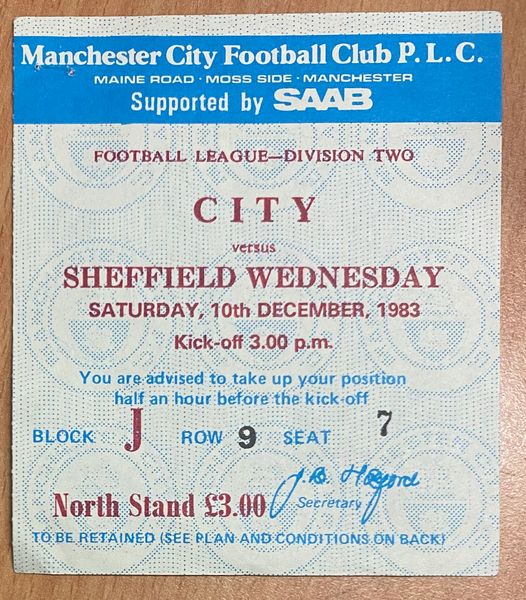 Manchester City Football Club P.L.C.
MAINE ROAD · MOSS SIDE · MANCHESTER
Supported by SAAB
FOOTBALL LEAGUE—DIVISION TWO
CITY
versus
SHEFFIELD WEDNESDAY
SATURDAY, 10th DECEMBER, 1983
Kick-off 3.00 p.m.
You are advised to take up your position
half an hour before the kick-off
BLOCK J ROW 9 SEAT 7
North Stand £3.00
Secretary
TO BE RETAINED (SEE PLAN AND CONDITIONS ON BACK)